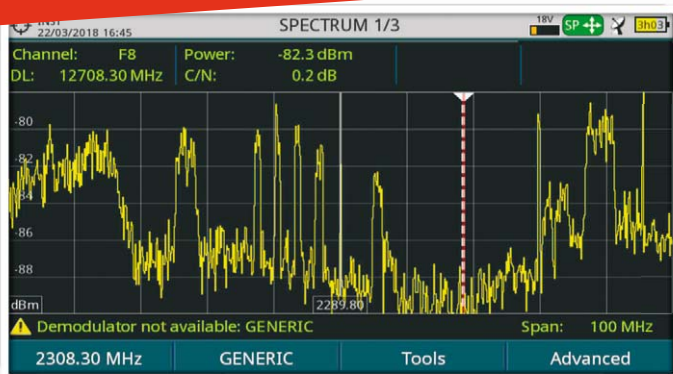 SPECTRUM 1/3
22/03/2018 16:45
18V
SP
3h03
Channel: F8
Power: -82.3 dBm
DL: 12708.30 MHz
C/N: 0.2 dB
-80
-82
-84
-86
-88
dBm
2289.80
Demodulator not available: GENERIC
Span: 100 MHz
2308.30 MHz
GENERIC
Tools
Advanced